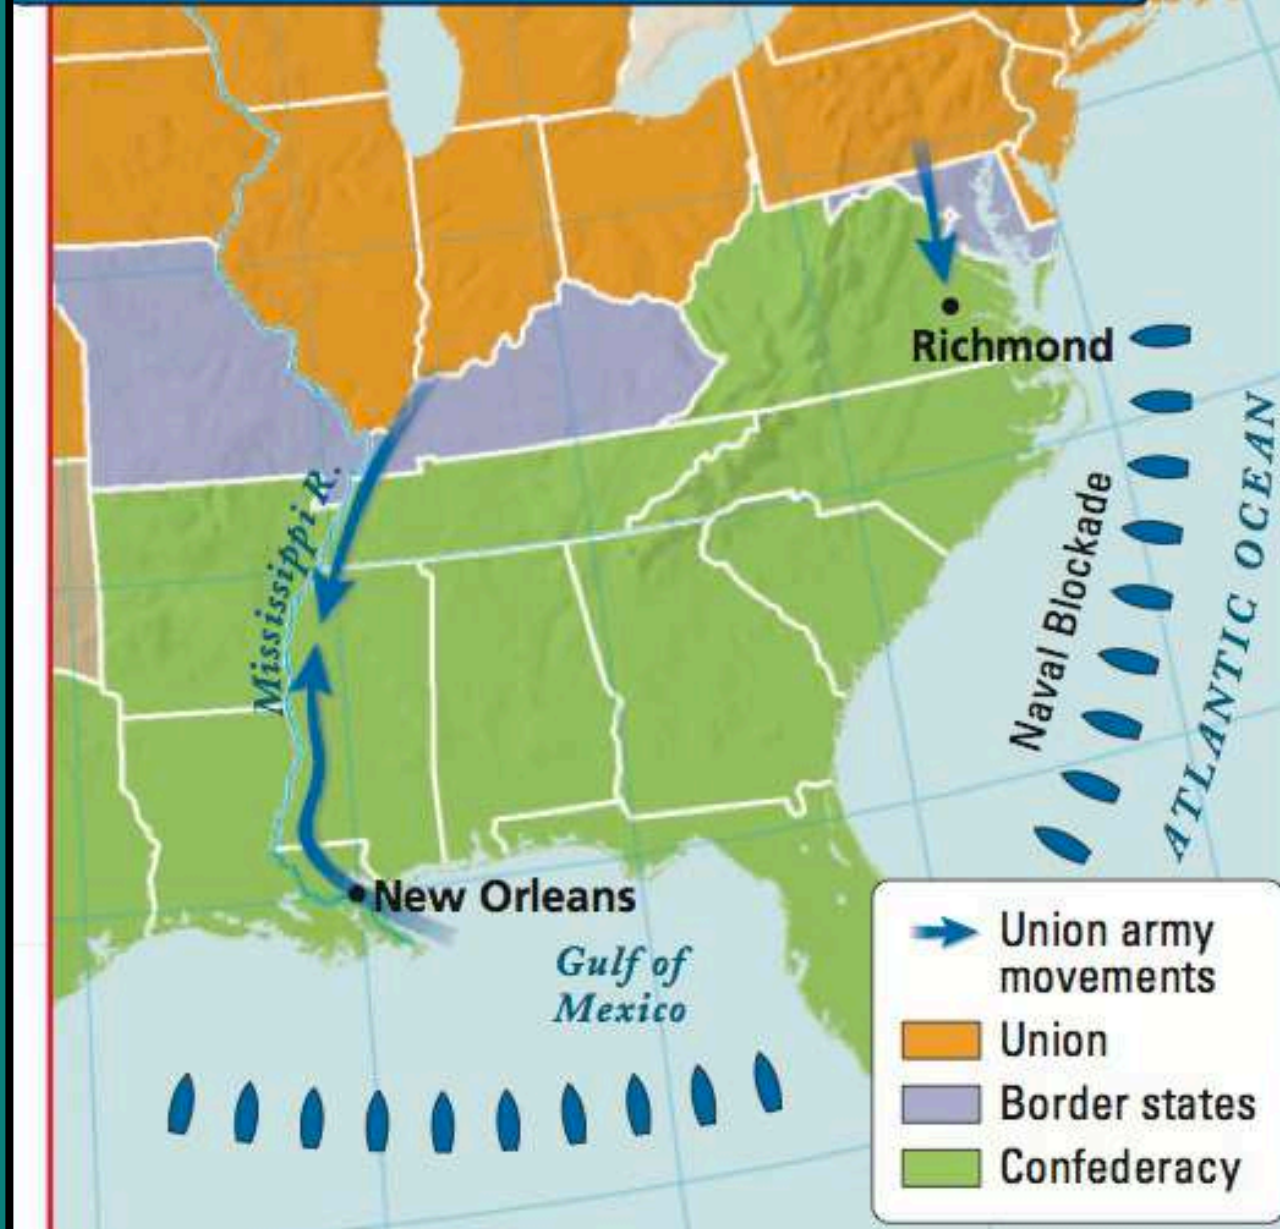 Richmond
Mississippi R.
Naval Blockade
ATLANTIC OCEAN
New Orleans
Gulf of
Mexico
Union army
movements
Union
Border states
Confederacy